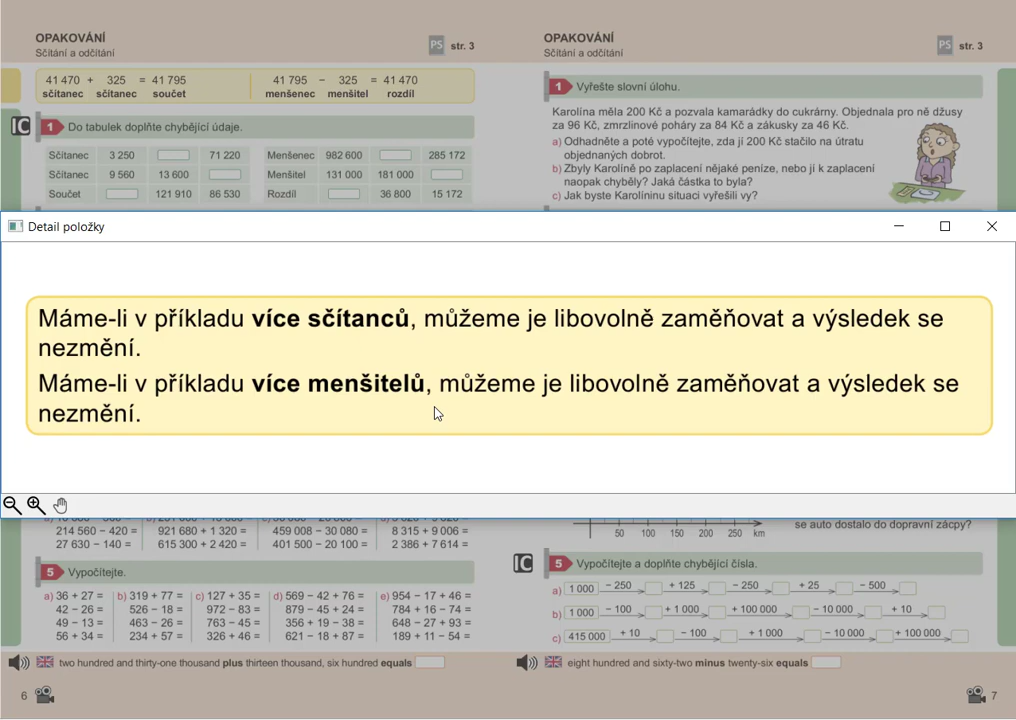 OPAKOVÁNÍ
Sčítání a odčítání
PS str. 3
41 470 + 325 = 41 795
sčítanec sčítanec součet
41 795 − 325 = 41 470
menšenec menšitel rozdíl
IC
1 Do tabulek doplňte chybějící údaje.
Sčítanec 3 250 71 220
Sčítanec 9 560 13 600
Součet 121 910 86 530
Menšenec 982 600 285 172
Menšitel 131 000 181 000
Rozdíl 36 800 15 172
OPAKOVÁNÍ
Sčítání a odčítání
PS str. 3
1 Vyřešte slovní úlohu.
Karolína měla 200 Kč a pozvala kamarádky do cukrárny. Objednala pro ně džusy
za 96 Kč, zmrzlinové poháry za 84 Kč a zákusky za 46 Kč.
a) Odhadněte a poté vypočítejte, zda jí 200 Kč stačilo na útratu
objednaných dobrot.
b) Zbyly Karolíně po zaplacení nějaké peníze, nebo jí k zaplacení
naopak chyběly? Jaká částka to byla?
c) Jak byste Karolíninu situaci vyřešili vy?
Detail položky
Máme-li v příkladu více sčítanců, můžeme je libovolně zaměňovat a výsledek se
nezmění.
Máme-li v příkladu více menšitelů, můžeme je libovolně zaměňovat a výsledek se
nezmění.
214 560 − 420 = 921 680 + 1 320 = 459 008 − 30 080 = 8 315 + 9 006 =
27 630 − 140 = 615 300 + 2 420 = 401 500 − 20 100 = 2 386 + 7 614 =
5 Vypočítejte.
a) 36 + 27 = b) 319 + 77 = c) 127 + 35 = d) 569 − 42 + 76 = e) 954 − 17 + 46 =
42 − 26 = 526 − 18 = 972 − 83 = 879 − 45 + 24 = 784 + 16 − 74 =
49 − 13 = 463 − 26 = 763 − 45 = 356 + 19 − 38 = 648 − 27 + 93 =
56 + 34 = 234 + 57 = 326 + 46 = 621 − 18 + 87 = 189 + 11 − 54 =
two hundred and thirty-one thousand plus thirteen thousand, six hundred equals
6
50 100 150 200 250 km
se auto dostalo do dopravní zácpy?
IC
5 Vypočítejte a doplňte chybějící čísla.
a) 1 000 − 250 + 125 − 250 + 25 − 500
b) 1 000 − 100 + 1 000 + 100 000 − 10 000 + 10
c) 415 000 + 10 − 100 + 1 000 − 10 000 + 100 000
eight hundred and sixty-two minus twenty-six equals
7